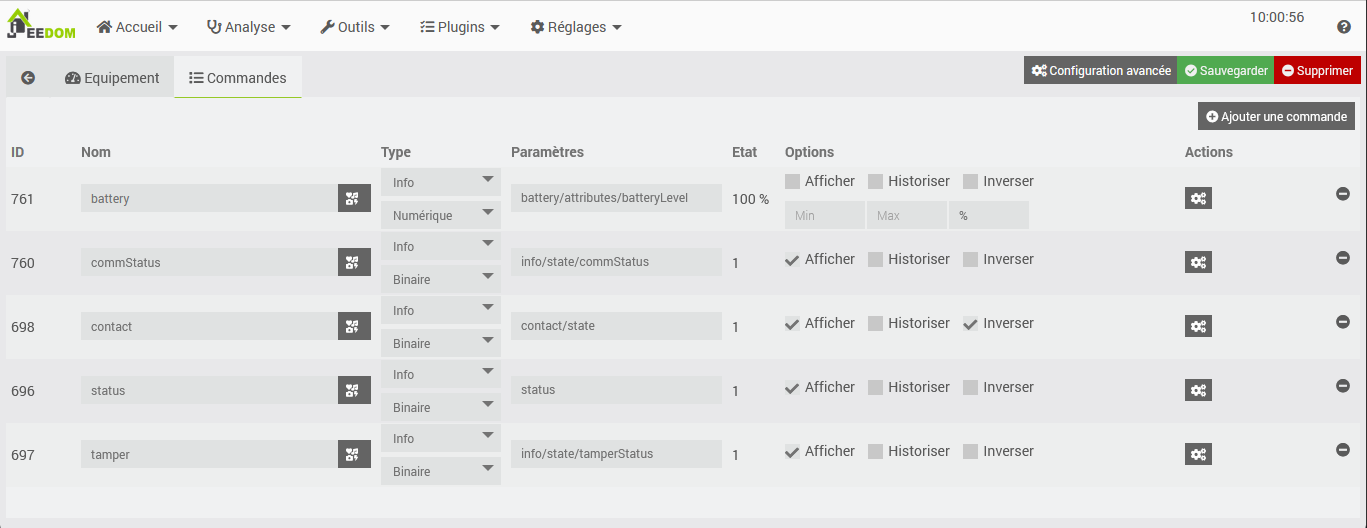 JEEDOM Accueil Analyse Outils Plugins Réglages 10:00:56
Equipement Commandes Configuration avancée Sauvegarder Supprimer
Ajouter une commande
ID Nom Type Paramètres Etat Options Actions
761 battery Info Numérique battery/attributes/batteryLevel 100 % Afficher Historiser Inverser
Min Max %
760 commStatus Info Binaire info/state/commStatus 1 Afficher Historiser Inverser
698 contact Info Binaire contact/state 1 Afficher Historiser Inverser
696 status Info Binaire status 1 Afficher Historiser Inverser
697 tamper Info Binaire info/state/tamperStatus 1 Afficher Historiser Inverser